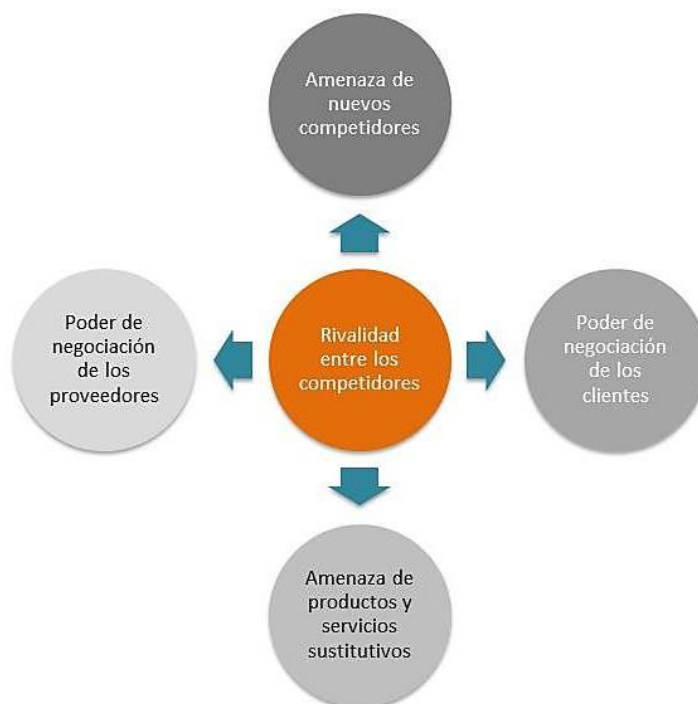 Amenaza de
nuevos
competidores
Poder de
negociación
de los
proveedores
Rivalidad
entre los
competidores
Poder de
negociación
de los
clientes
Amenaza de
productos y
servicios
sustitutivos